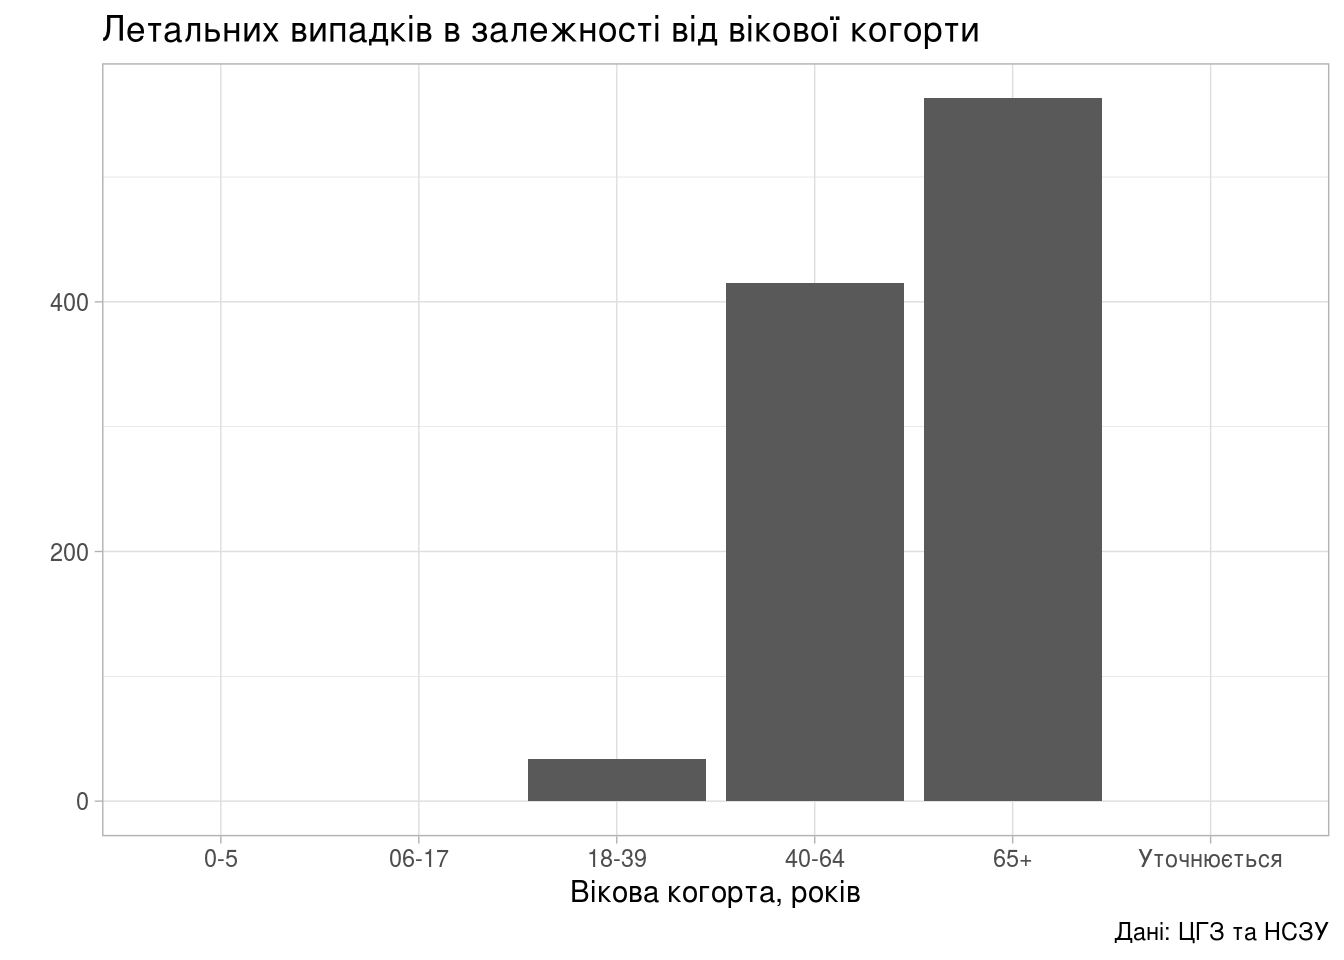 Летальних випадків в залежності від вікової когорти
400
200
0
0-5 06-17 18-39 40-64 65+ Уточнюється
Вікова когорта, років
Дані: ЦГЗ та НСЗУ